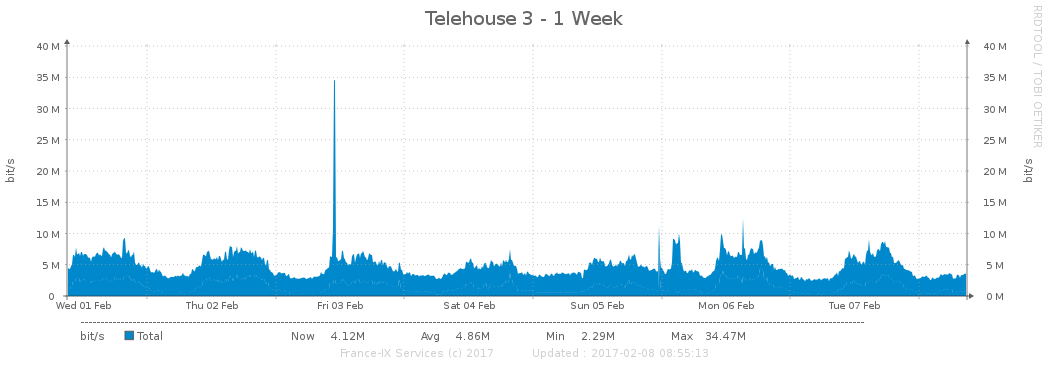 Telehouse 3 - 1 Week
RRDTOOL / TOBI OETIKER
bit/s
bit/s
40 M 40 M
35 M 35 M
30 M 30 M
25 M 25 M
20 M 20 M
15 M 15 M
10 M 10 M
5 M 5 M
0 0 M
Wed 01 Feb Thu 02 Feb Fri 03 Feb Sat 04 Feb Sun 05 Feb Mon 06 Feb Tue 07 Feb
bit/s Total Now 4.12M Avg 4.86M Min 2.29M Max 34.47M
France-IX Services (c) 2017 Updated : 2017-02-08 08:55:13